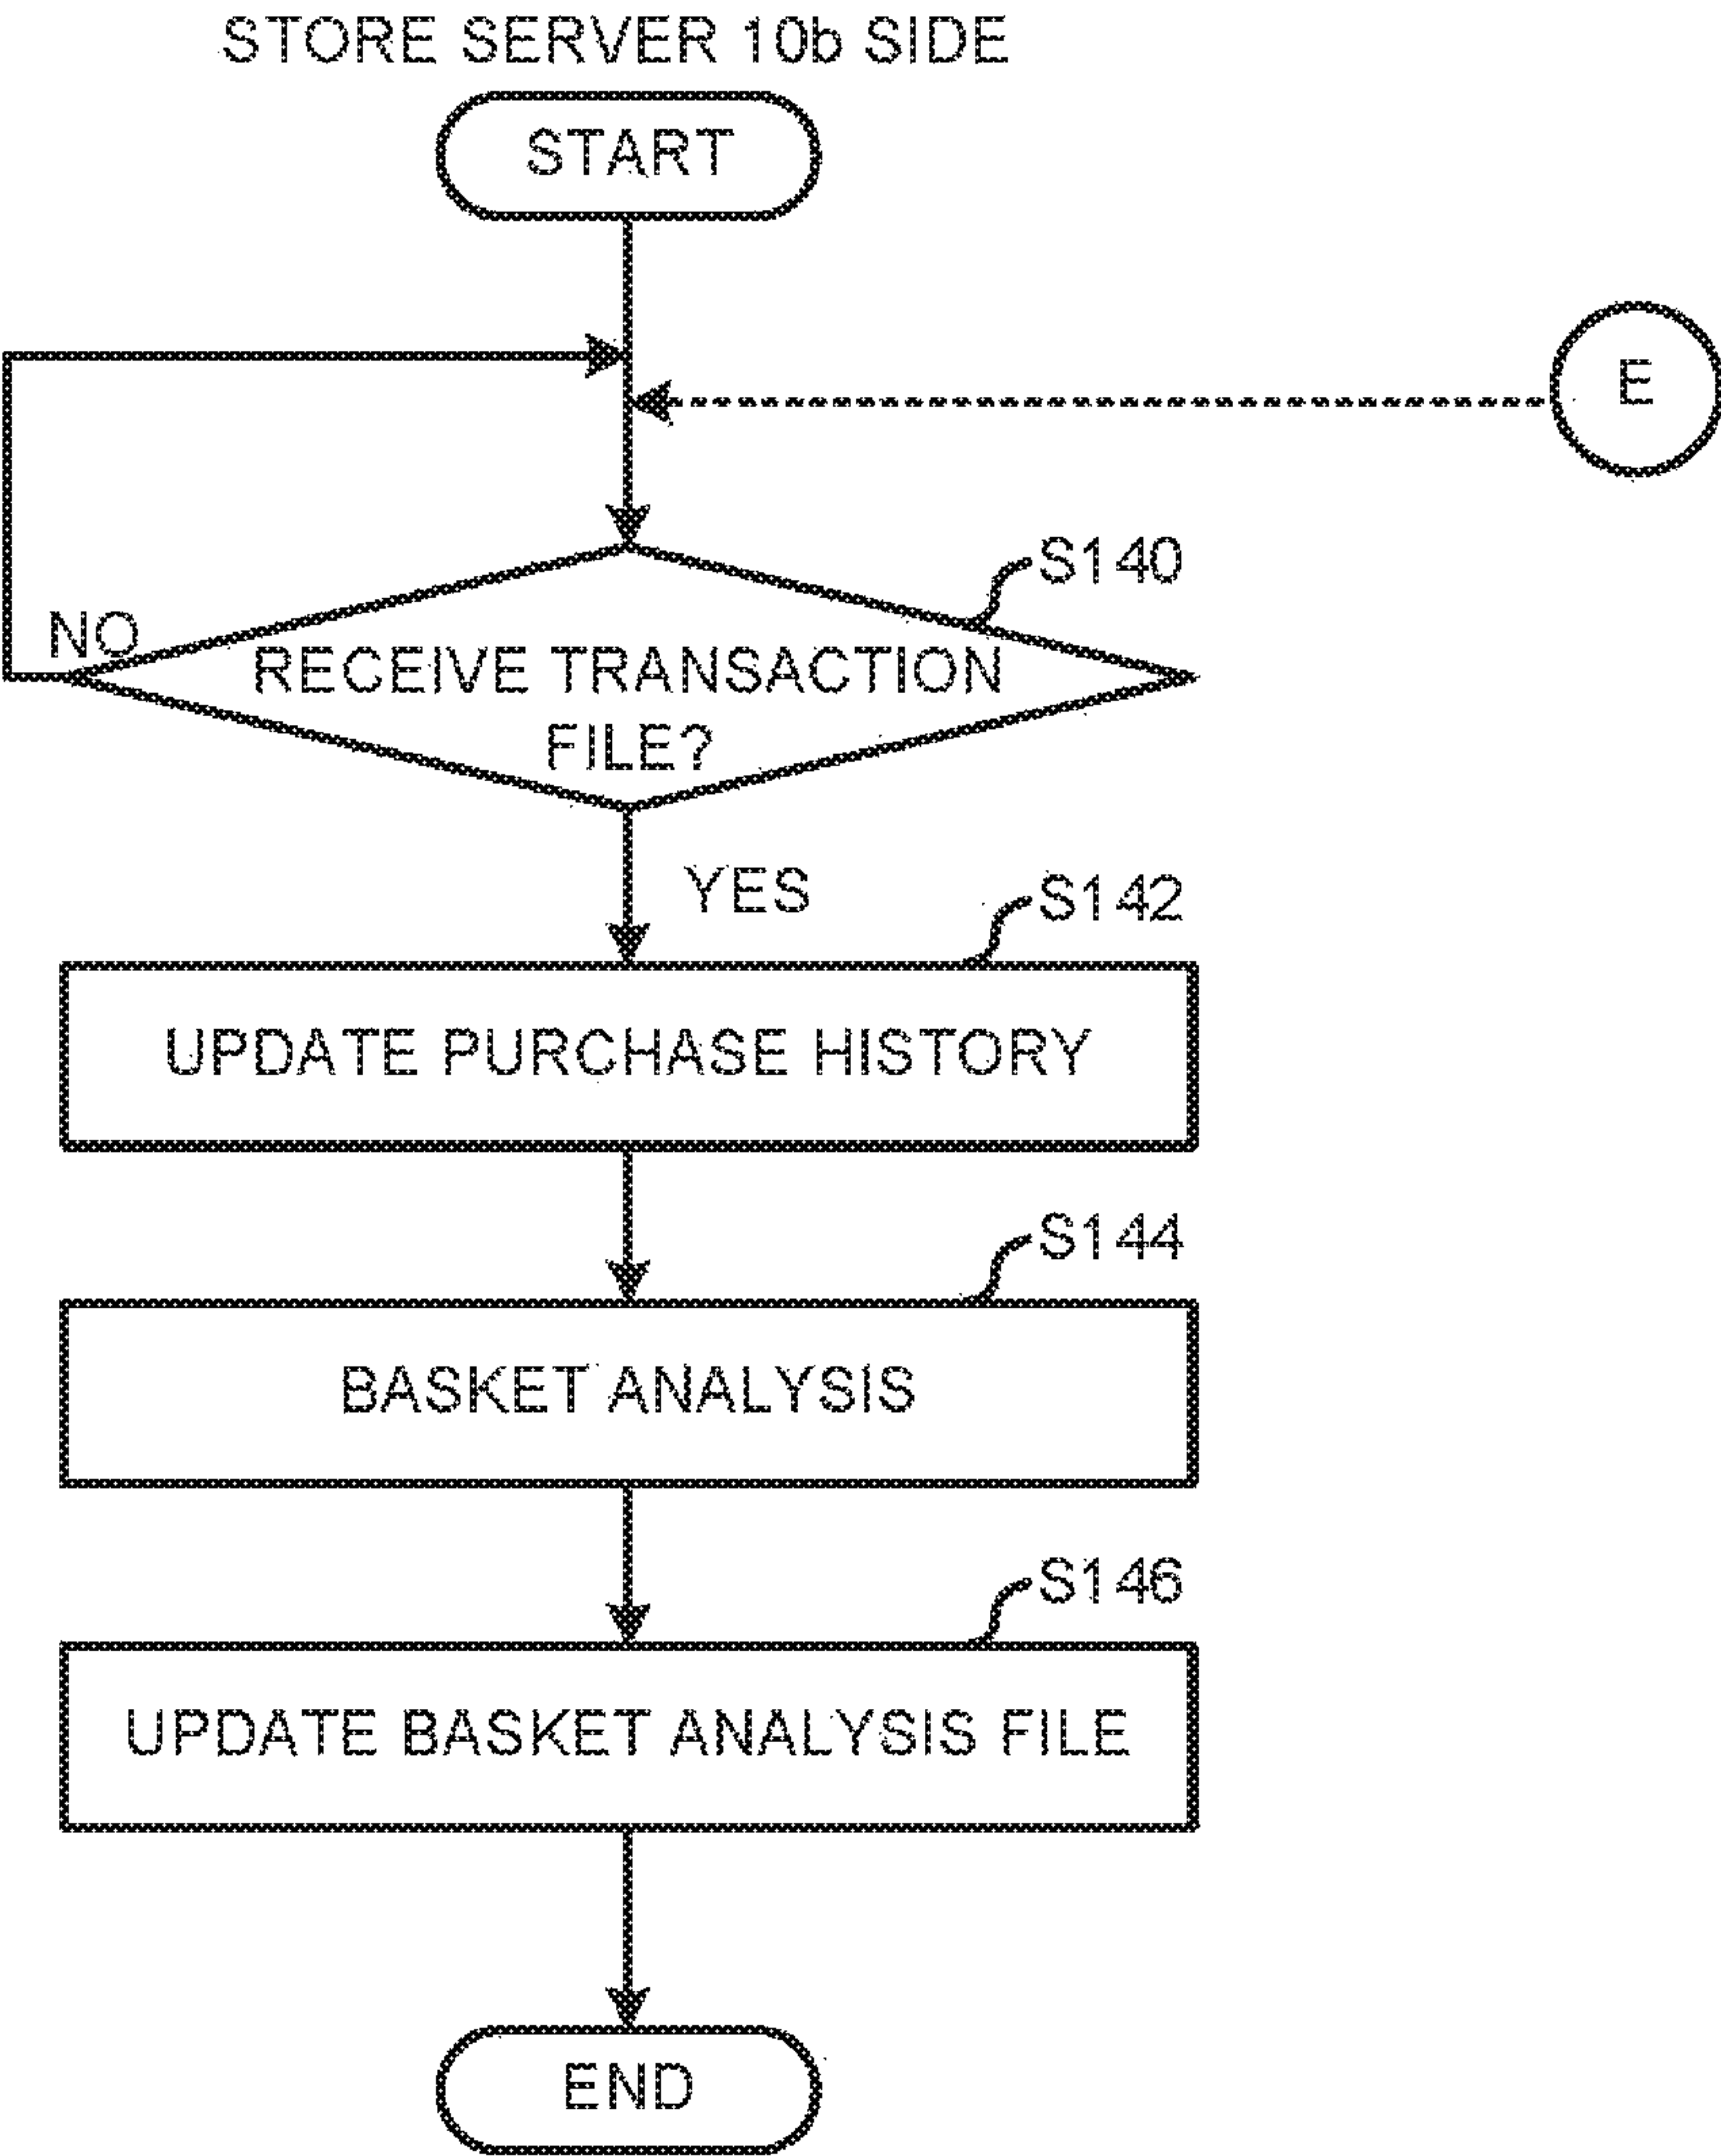 STORE SERVER 10b SIDE
START
E
S140
NO
RECEIVE TRANSACTION
FILE?
YES
S142
UPDATE PURCHASE HISTORY
S144
BASKET ANALYSIS
S146
UPDATE BASKET ANALYSIS FILE
END